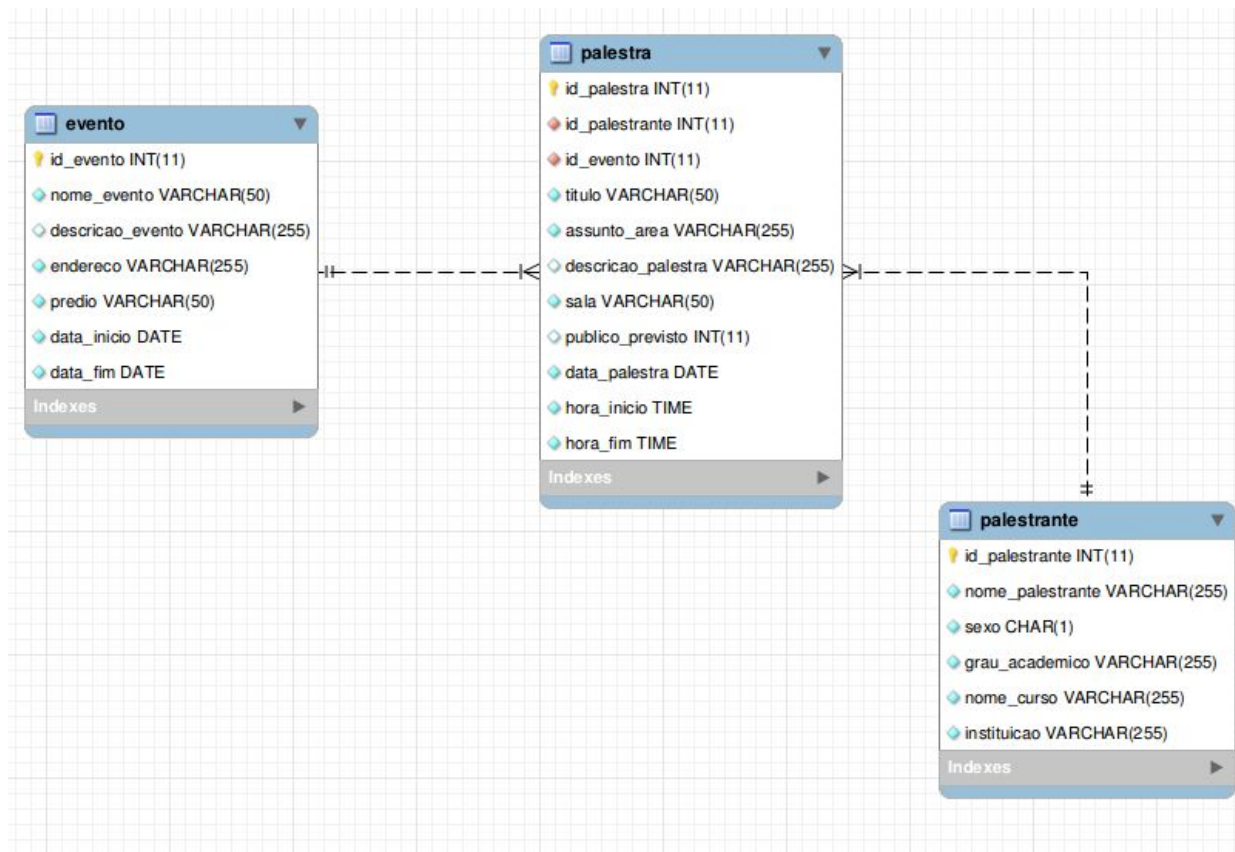 evento
id_evento INT(11)
nome_evento VARCHAR(50)
descricao_evento VARCHAR(255)
endereco VARCHAR(255)
predio VARCHAR(50)
data_inicio DATE
data_fim DATE
Indexes
palestra
id_palestra INT(11)
id_palestrante INT(11)
id_evento INT(11)
titulo VARCHAR(50)
assunto_area VARCHAR(255)
descricao_palestra VARCHAR(255)
sala VARCHAR(50)
publico_previsto INT(11)
data_palestra DATE
hora_inicio TIME
hora_fim TIME
Indexes
palestrante
id_palestrante INT(11)
nome_palestrante VARCHAR(255)
sexo CHAR(1)
grau_academico VARCHAR(255)
nome_curso VARCHAR(255)
instituicao VARCHAR(255)
Indexes